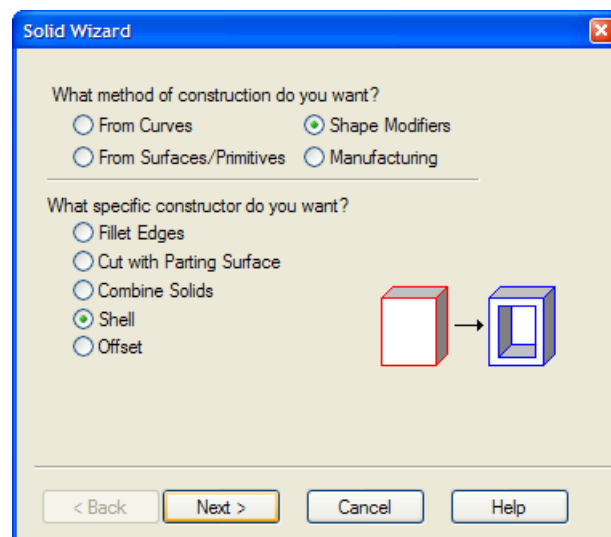 Solid Wizard
What method of construction do you want?
From Curves
Shape Modifiers
From Surfaces/Primitives
Manufacturing
What specific constructor do you want?
Fillet Edges
Cut with Parting Surface
Combine Solids
Shell
Offset
< Back
Next >
Cancel
Help